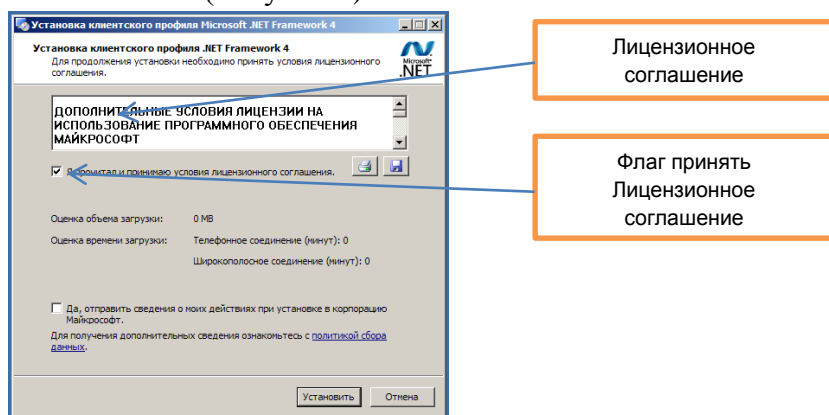 Установка клиентского профиля Microsoft .NET Framework 4
Установка клиентского профиля .NET Framework 4
Для продолжения установки необходимо принять условия лицензионного
соглашения.
Microsoft
.NET
ДОПОЛНИТЕЛЬНЫЕ УСЛОВИЯ ЛИЦЕНЗИИ НА
ИСПОЛЬЗОВАНИЕ ПРОГРАММНОГО ОБЕСПЕЧЕНИЯ
МАЙКРОСОФТ
Я прочитал и принимаю условия лицензионного соглашения.
Оценка объема загрузки: 0 MB
Оценка времени загрузки: Телефонное соединение (минут): 0
Широкополосное соединение (минут): 0
Да, отправить сведения о моих действиях при установке в корпорацию
Майкрософт.
Для получения дополнительных сведения ознакомьтесь с политикой сбора
данных.
Установить Отмена
Лицензионное
соглашение
Флаг принять
Лицензионное
соглашение